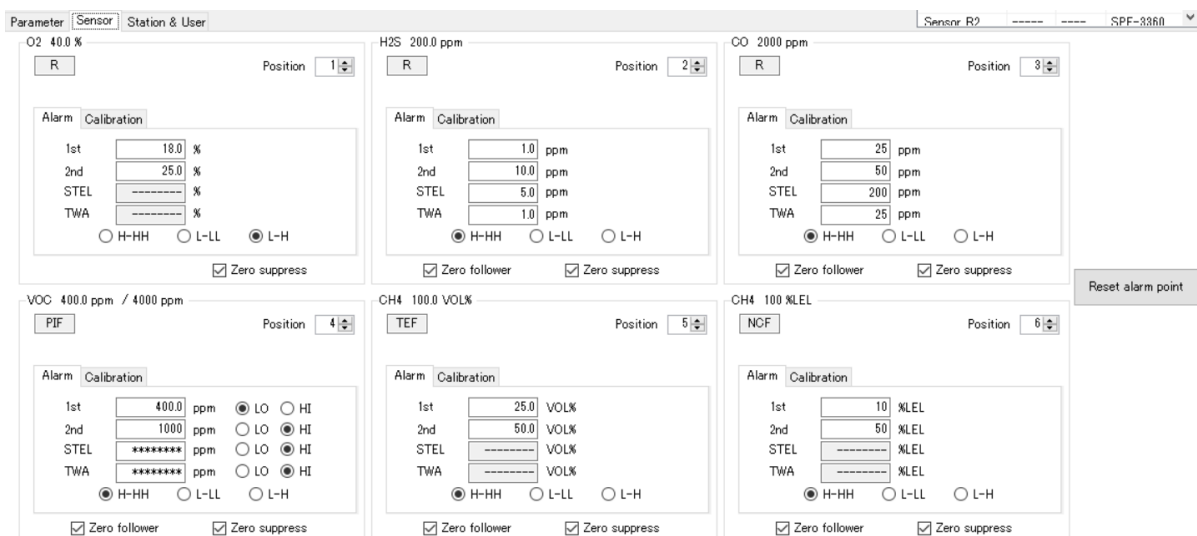 Parameter Sensor Station & User
Sensor R2 ----- ---- SPF-3360
O2 40.0 % H2S 200.0 ppm CO 2000 ppm
R Position 1 R Position 2 R Position 3
Alarm Calibration Alarm Calibration Alarm Calibration
1st 18.0 % 1st 1.0 ppm 1st 25 ppm
2nd 25.0 % 2nd 10.0 ppm 2nd 50 ppm
STEL -------- % STEL 5.0 ppm STEL 200 ppm
TWA -------- % TWA 1.0 ppm TWA 25 ppm
H-HH L-LL L-H H-HH L-LL L-H H-HH L-LL L-H
Zero suppress Zero follower Zero suppress Zero follower Zero suppress
Reset alarm point
VOC 400.0 ppm / 4000 ppm CH4 100.0 VOL% CH4 100 %LEL
PIF Position 4 TEF Position 5 NCF Position 6
Alarm Calibration Alarm Calibration Alarm Calibration
1st 400.0 ppm LO HI 1st 25.0 VOL% 1st 10 %LEL
2nd 1000 ppm LO HI 2nd 50.0 VOL% 2nd 50 %LEL
STEL ******** ppm LO HI STEL -------- VOL% STEL -------- %LEL
TWA ******** ppm LO HI TWA -------- VOL% TWA -------- %LEL
H-HH L-LL L-H H-HH L-LL L-H H-HH L-LL L-H
Zero follower Zero suppress Zero follower Zero suppress Zero follower Zero suppress